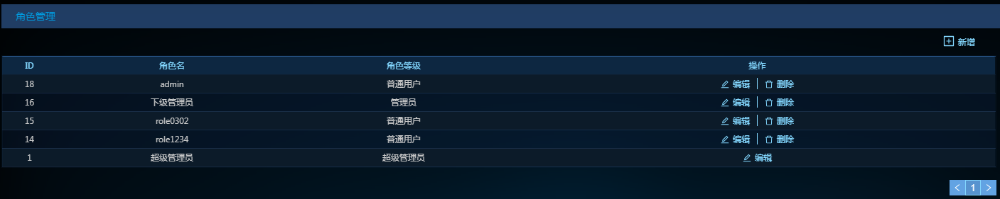 角色管理
新增
ID 角色名 角色等级 操作
18 admin 普通用户 编辑 删除
16 下级管理员 管理员 编辑 删除
15 role0302 普通用户 编辑 删除
14 role1234 普通用户 编辑 删除
1 超级管理员 超级管理员 编辑
< 1 >